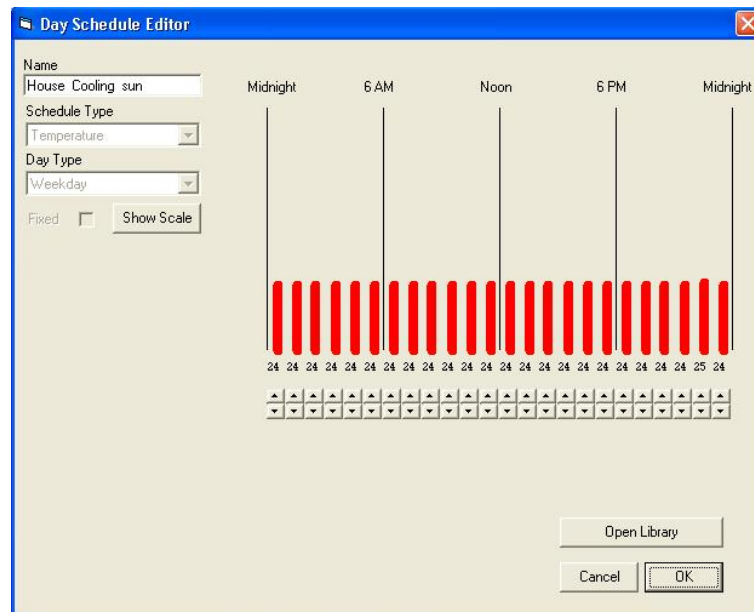 Day Schedule Editor
Name
House Cooling sun
Schedule Type
Temperature
Day Type
Weekday
Fixed
Show Scale
Midnight 6 AM Noon 6 PM Midnight
24 24 24 24 24 24 24 24 24 24 24 24 24 24 24 24 24 24 24 24 24 24 25 24
Open Library
Cancel OK